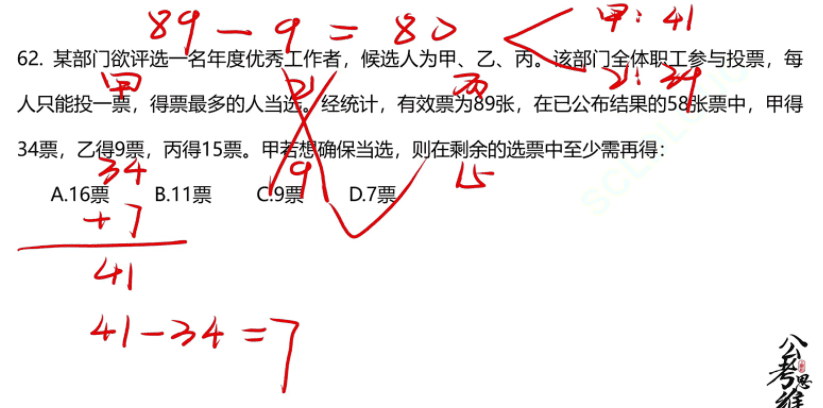 89-9=80
甲：41
乙：39
62. 某部门欲评选一名年度优秀工作者，候选人为甲、乙、丙。该部门全体职工参与投票，每
甲 乙 丙
人只能投一票，得票最多的人当选。经统计，有效票为89张，在已公布结果的58张票中，甲得
34票，乙得9票，丙得15票。甲若想确保当选，则在剩余的选票中至少需再得：
34 9 15
A.16票 B.11票 C.9票 D.7票
+7
41
41-34=7
公考思维